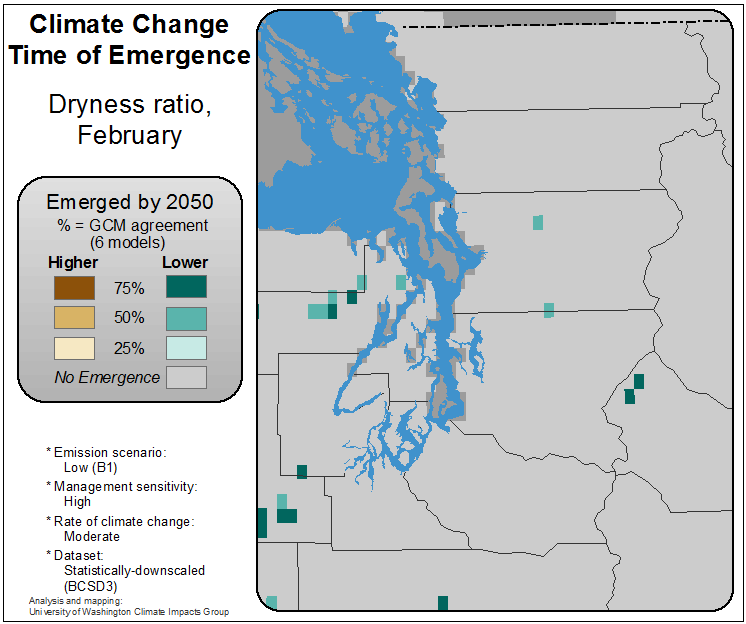 Climate Change
Time of Emergence
Dryness ratio,
February
Emerged by 2050
% = GCM agreement
(6 models)
Higher Lower
75%
50%
25%
No Emergence
* Emission scenario:
Low (B1)
* Management sensitivity:
High
* Rate of climate change:
Moderate
* Dataset:
Statistically-downscaled
(BCSD3)
Analysis and mapping:
University of Washington Climate Impacts Group